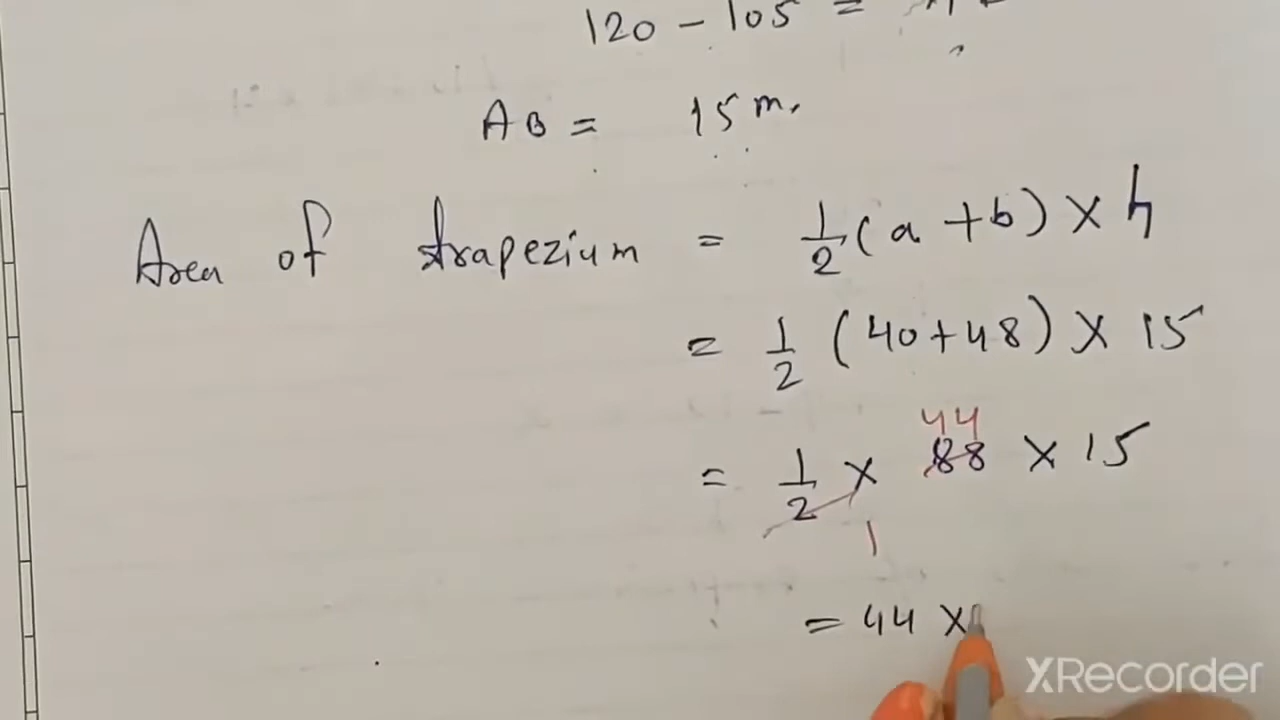 120 - 105 =
AB = 15 m.
Area of trapezium = 1/2 (a + b) × h
= 1/2 (40 + 48) × 15
44
= 1/2 × 88 × 15
1
= 44 ×
XRecorder